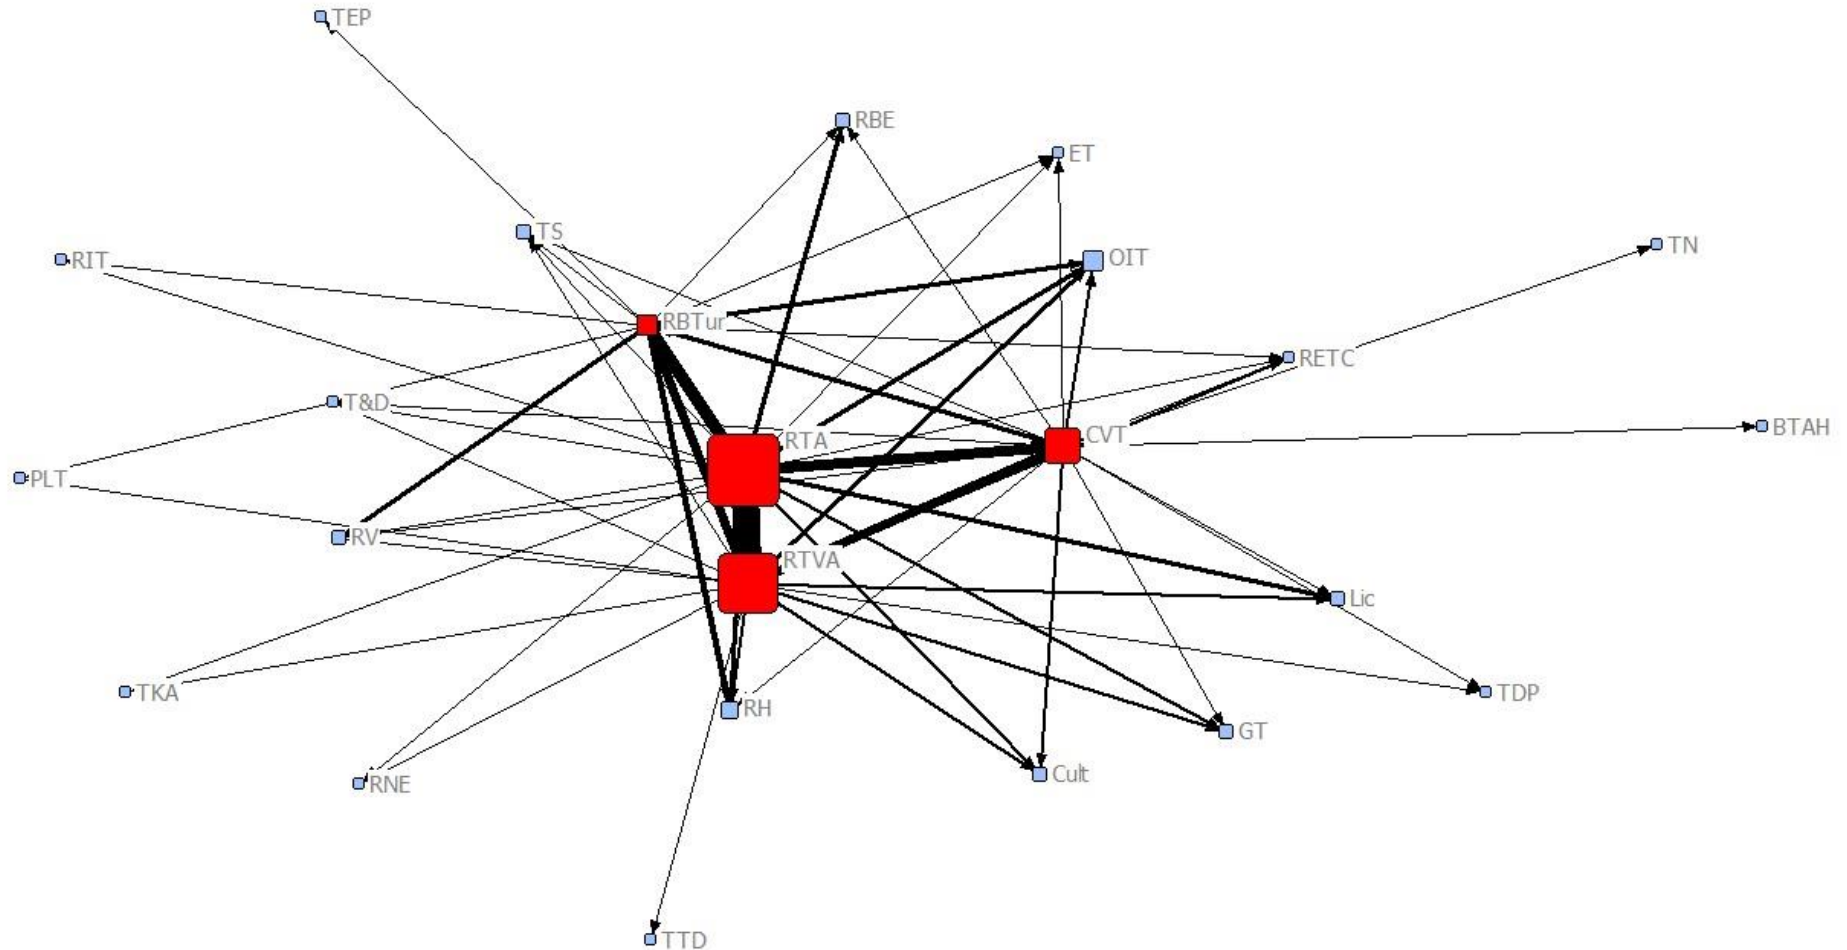 TEP
RBE
ET
TS
OIT
TN
RIT
RBTur
RETC
T&D
BTAH
CVT
RTA
PLT
RV
RTVA
Lic
TKA
TDP
RH
GT
Cult
RNE
TTD